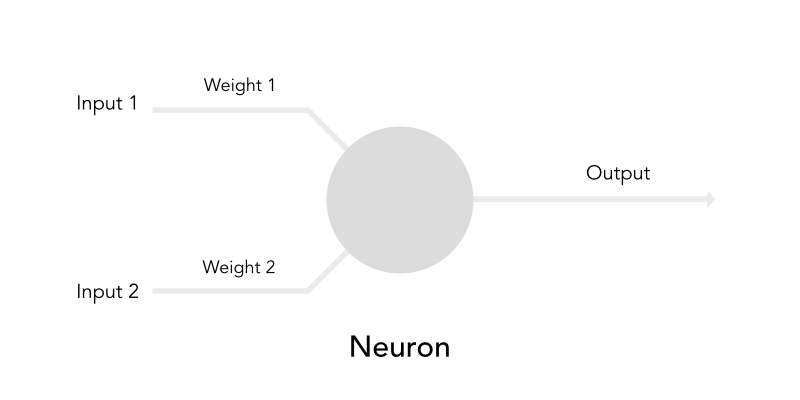 Weight 1
Input 1
Output
Weight 2
Input 2
Neuron